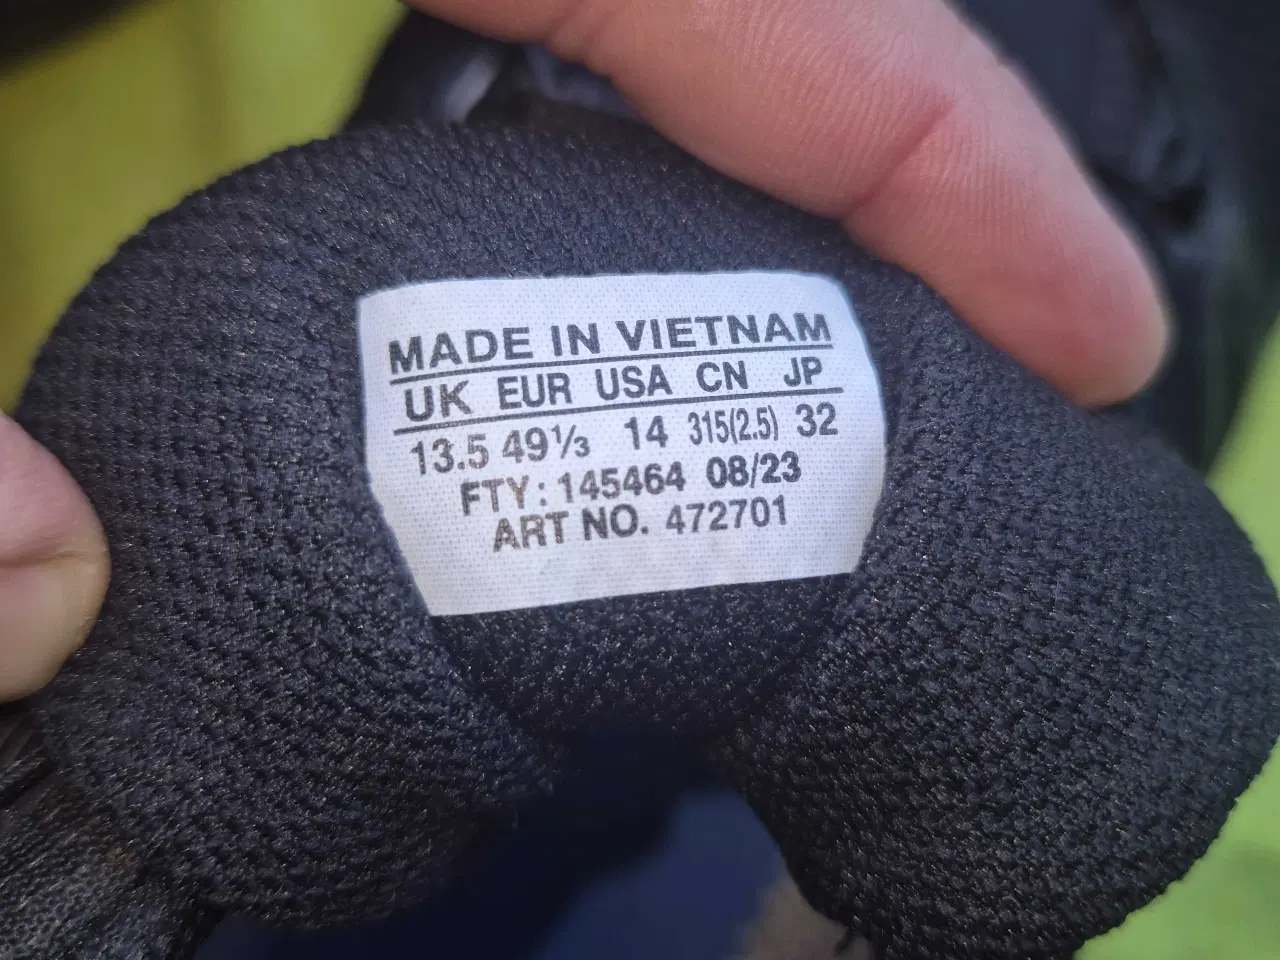 MADE IN VIETNAM
UK EUR USA CN JP
13.5 49⅓ 14 315(2.5) 32
FTY: 145464 08/23
ART NO. 472701